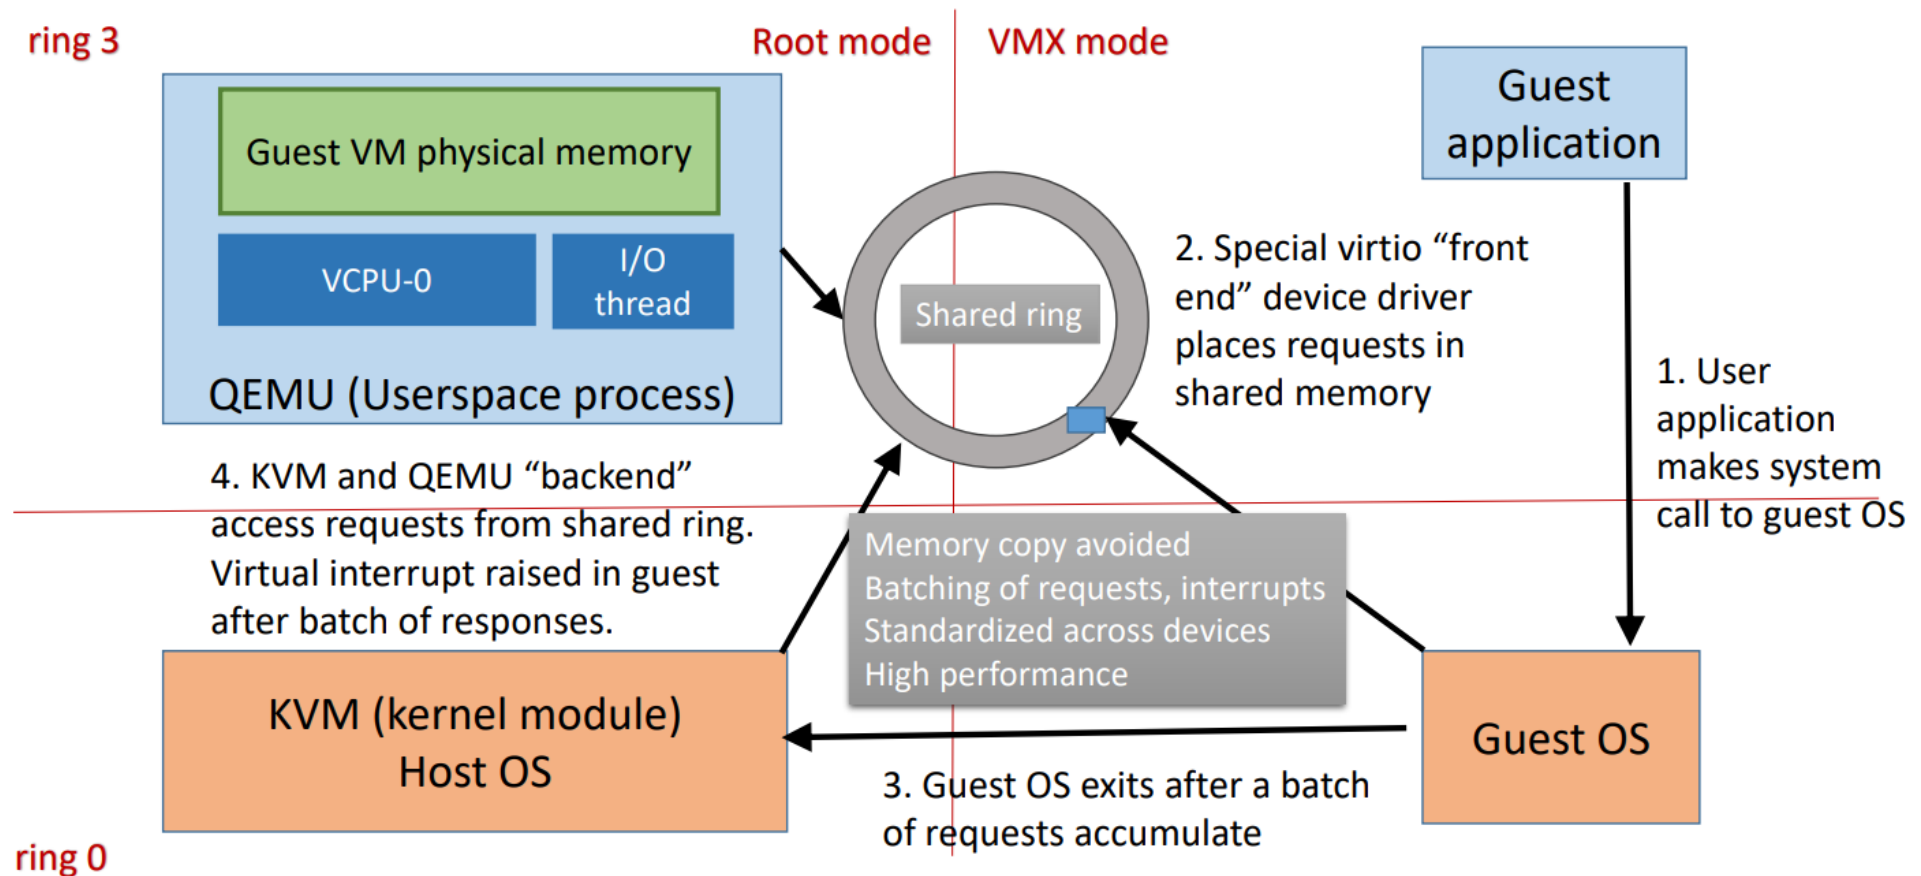 ring 3
Root mode
VMX mode
Guest VM physical memory
VCPU-0
I/O
thread
QEMU (Userspace process)
Guest
application
Shared ring
2. Special virtio “front
end” device driver
places requests in
shared memory
1. User
application
makes system
call to guest OS
4. KVM and QEMU “backend”
access requests from shared ring.
Virtual interrupt raised in guest
after batch of responses.
Memory copy avoided
Batching of requests, interrupts
Standardized across devices
High performance
KVM (kernel module)
Host OS
Guest OS
3. Guest OS exits after a batch
of requests accumulate
ring 0